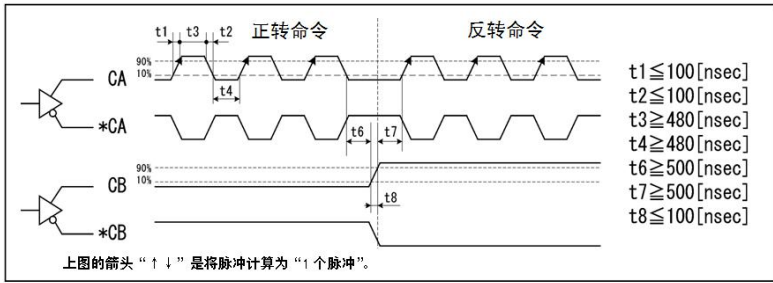 t1 t3 t2 正转命令 反转命令
90%
10%
CA
t4
*CA
t6 t7
90%
10%
CB
t8
*CB
t1≦100[nsec]
t2≦100[nsec]
t3≧480[nsec]
t4≧480[nsec]
t6≧500[nsec]
t7≧500[nsec]
t8≦100[nsec]
上图的箭头“↑↓”是将脉冲计算为“1个脉冲”。